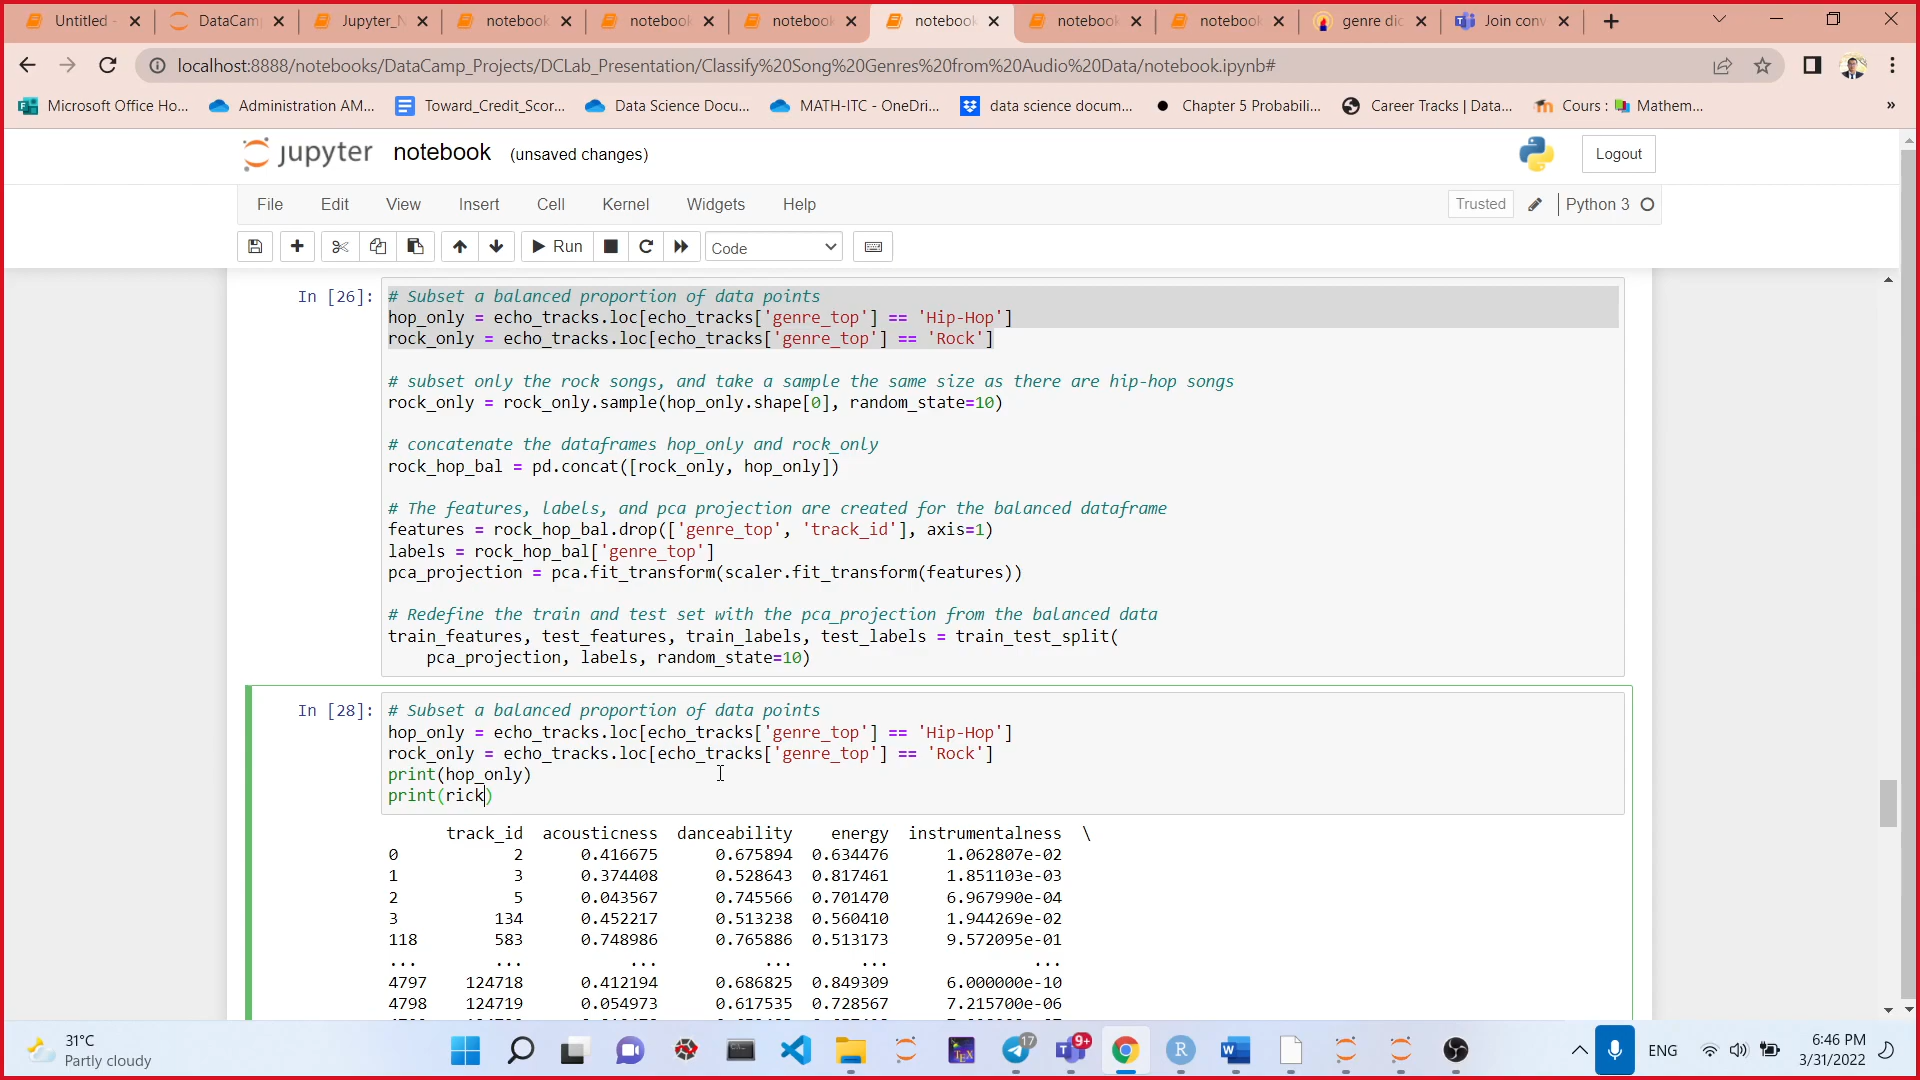 Untitled -
DataCam
Jupyter_N
notebook
notebook
notebook
notebook
notebook
notebook
genre dic
Join conv
localhost:8888/notebooks/DataCamp_Projects/DCLab_Presentation/Classify%20Song%20Genres%20from%20Audio%20Data/notebook.ipynb#
Microsoft Office Ho...
Administration AM...
Toward_Credit_Scor...
Data Science Docu...
MATH-ITC - OneDri...
data science docum...
Chapter 5 Probabili...
Career Tracks | Data...
Cours : Mathem...
»
jupyter notebook (unsaved changes)
Logout
File Edit View Insert Cell Kernel Widgets Help
Trusted
Python 3
Run
Code
In [26]:
# Subset a balanced proportion of data points
hop_only = echo_tracks.loc[echo_tracks['genre_top'] == 'Hip-Hop']
rock_only = echo_tracks.loc[echo_tracks['genre_top'] == 'Rock']
# subset only the rock songs, and take a sample the same size as there are hip-hop songs
rock_only = rock_only.sample(hop_only.shape[0], random_state=10)
# concatenate the dataframes hop_only and rock_only
rock_hop_bal = pd.concat([rock_only, hop_only])
# The features, labels, and pca projection are created for the balanced dataframe
features = rock_hop_bal.drop(['genre_top', 'track_id'], axis=1)
labels = rock_hop_bal['genre_top']
pca_projection = pca.fit_transform(scaler.fit_transform(features))
# Redefine the train and test set with the pca_projection from the balanced data
train_features, test_features, train_labels, test_labels = train_test_split(
pca_projection, labels, random_state=10)
In [28]:
# Subset a balanced proportion of data points
hop_only = echo_tracks.loc[echo_tracks['genre_top'] == 'Hip-Hop']
rock_only = echo_tracks.loc[echo_tracks['genre_top'] == 'Rock']
print(hop_only)
print(rick)
track_id acousticness danceability energy instrumentalness \
0 2 0.416675 0.675894 0.634476 1.062807e-02
1 3 0.374408 0.528643 0.817461 1.851103e-03
2 5 0.043567 0.745566 0.701470 6.967990e-04
3 134 0.452217 0.513238 0.560410 1.944269e-02
118 583 0.748986 0.765886 0.513173 9.572095e-01
... ... ... ... ... ...
4797 124718 0.412194 0.686825 0.849309 6.000000e-10
4798 124719 0.054973 0.617535 0.728567 7.215700e-06
31°C
Partly cloudy
17
9+
ENG
6:46 PM
3/31/2022